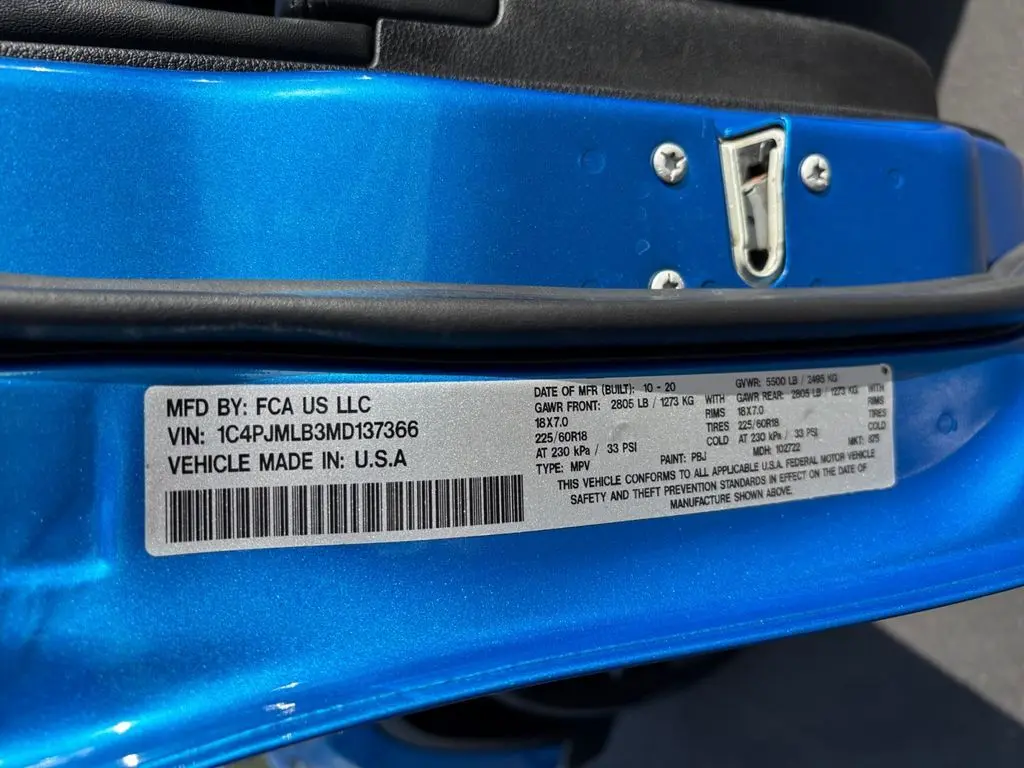 MFD BY: FCA US LLC
VIN: 1C4PJMLB3MD137366
VEHICLE MADE IN: U.S.A
DATE OF MFR (BUILT): 10 - 20
GVWR: 5500 LB / 2495 KG
GAWR FRONT: 2805 LB / 1273 KG WITH
GAWR REAR: 2805 LB / 1273 KG WITH
18X7.0 RIMS
18X7.0 RIMS
225/60R18 TIRES
225/60R18 TIRES
AT 230 kPa / 33 PSI COLD
AT 230 kPa / 33 PSI COLD
TYPE: MPV PAINT: PBJ MDH: 102722 MKT: 875
THIS VEHICLE CONFORMS TO ALL APPLICABLE U.S.A. FEDERAL MOTOR VEHICLE
SAFETY AND THEFT PREVENTION STANDARDS IN EFFECT ON THE DATE OF
MANUFACTURE SHOWN ABOVE.